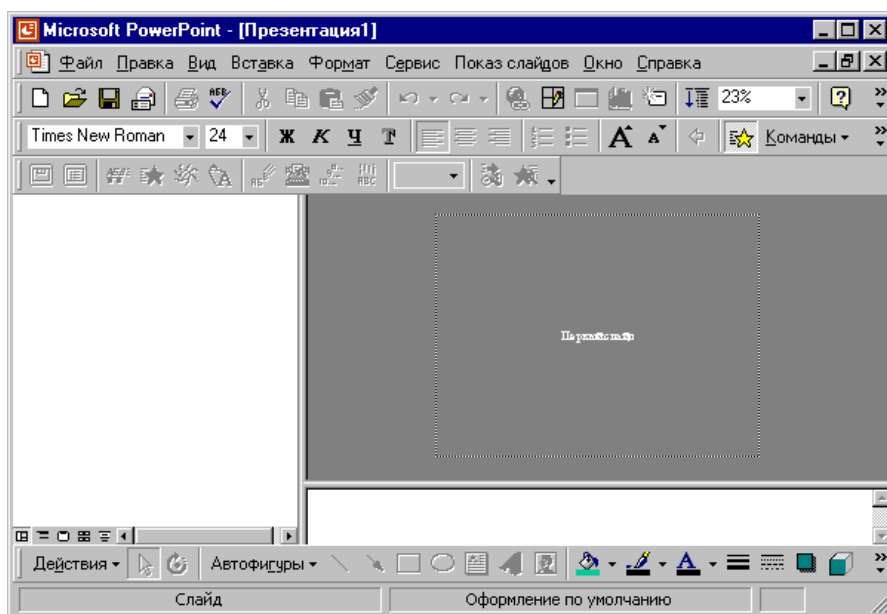 Microsoft PowerPoint - [Презентация1]
Файл Правка Вид Вставка Формат Сервис Показ слайдов Окно Справка
23%
Times New Roman 24 Ж К Ч Т А А Команды
Действия Автофигуры А
Слайд Оформление по умолчанию